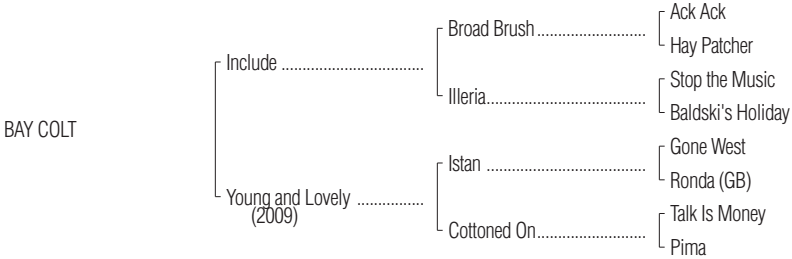 Ack Ack
Broad Brush ..........................
Hay Patcher
Include ..................................
Stop the Music
Illeria......................................
Baldski's Holiday
BAY COLT
Gone West
Istan ......................................
Ronda (GB)
Young and Lovely ................
(2009)
Talk Is Money
Cottoned On..........................
Pima